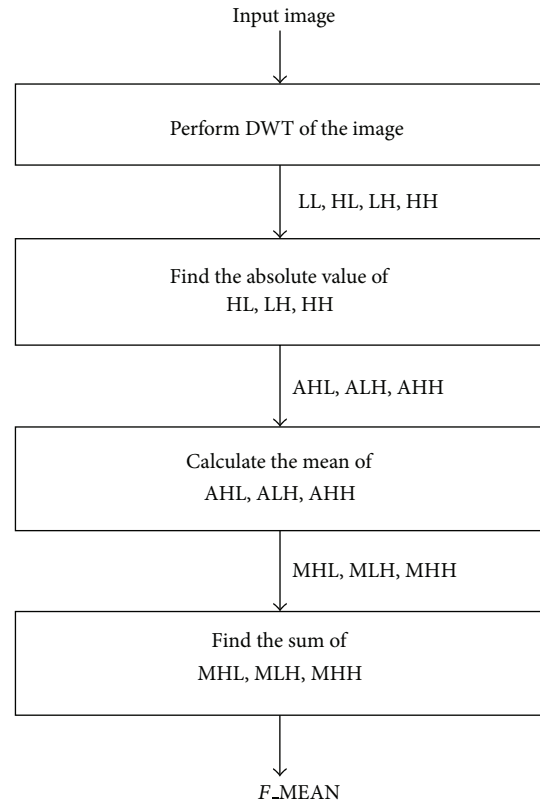 Input image
Perform DWT of the image
LL, HL, LH, HH
Find the absolute value of
HL, LH, HH
AHL, ALH, AHH
Calculate the mean of
AHL, ALH, AHH
MHL, MLH, MHH
Find the sum of
MHL, MLH, MHH
F_MEAN